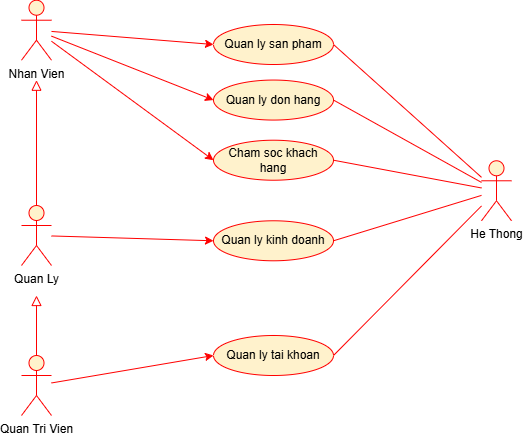 Quan ly san pham
Nhan Vien
Quan ly don hang
Cham soc khach
hang
He Thong
Quan ly kinh doanh
Quan Ly
Quan ly tai khoan
Quan Tri Vien